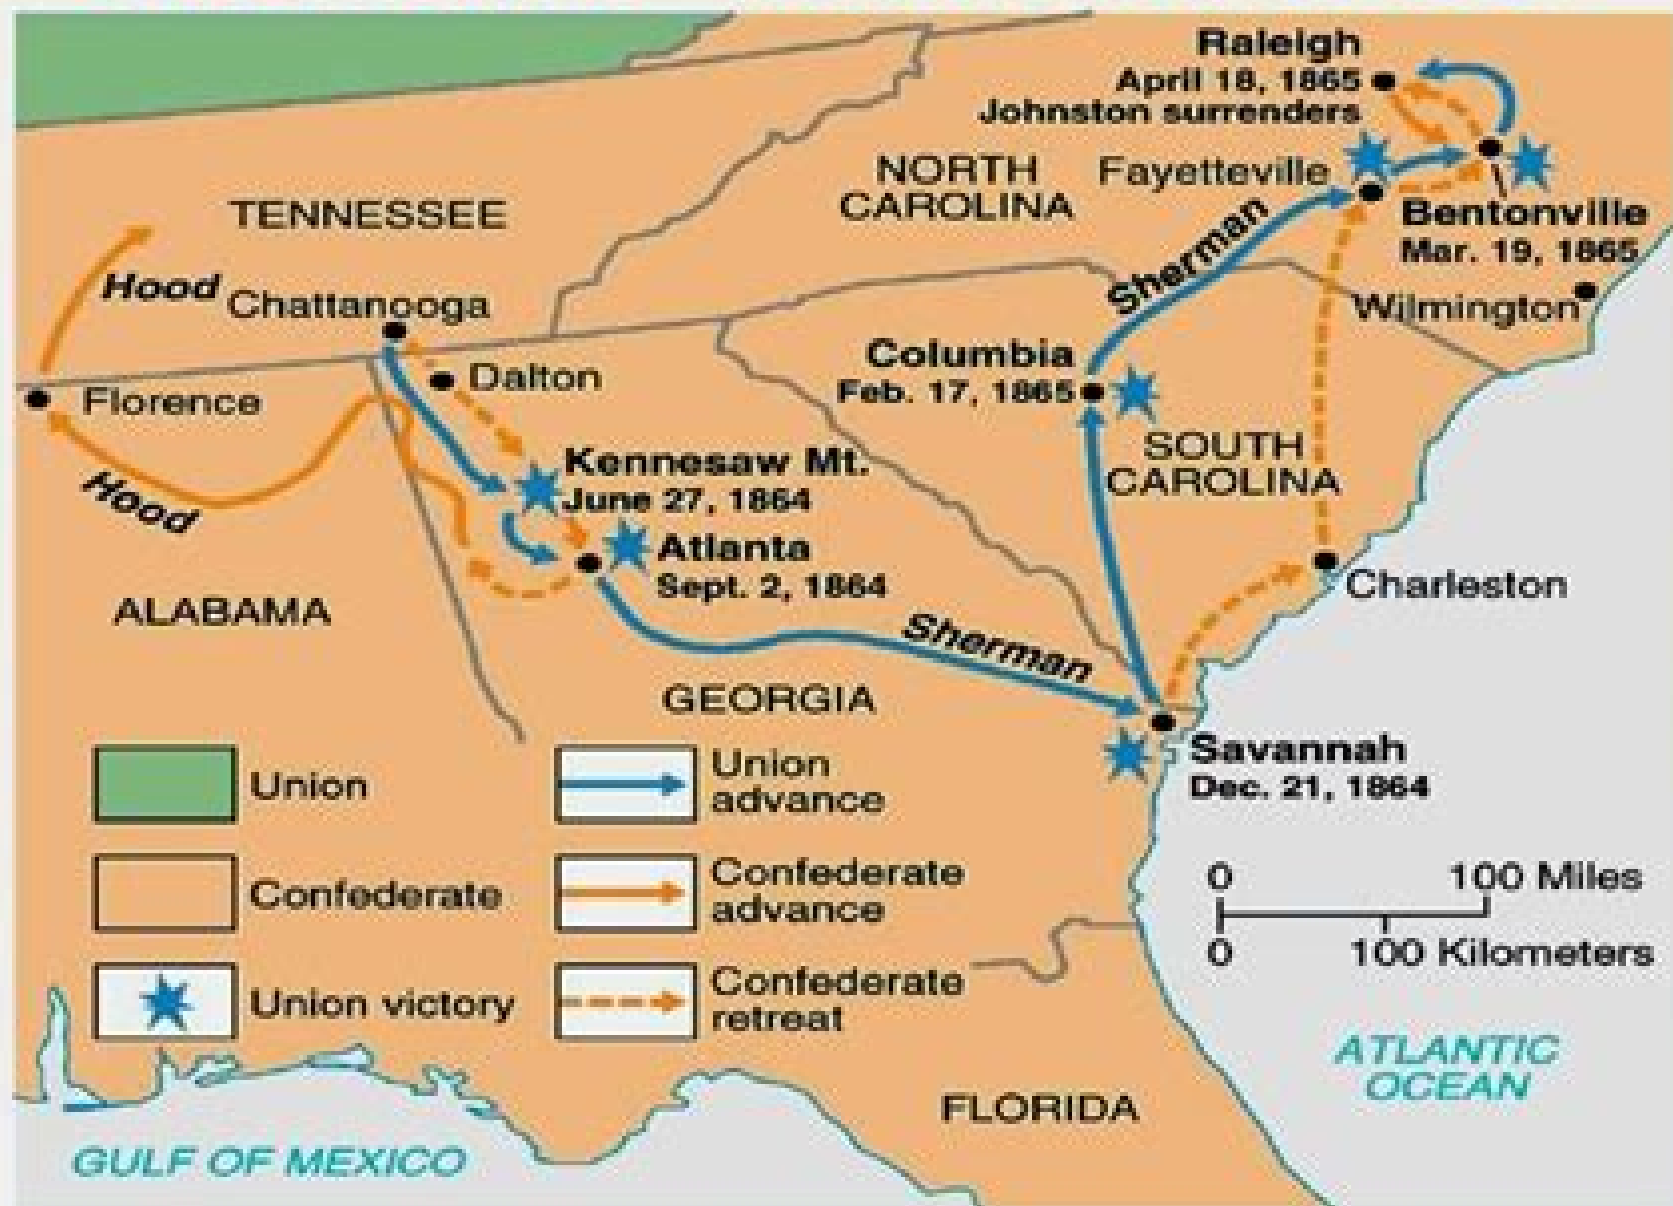 Raleigh
April 18, 1865
Johnston surrenders
NORTH
CAROLINA
Fayetteville
TENNESSEE
Bentonville
Mar. 19, 1865
Sherman
Hood
Chattanooga
Wilmington
Columbia
Feb. 17, 1865
Dalton
Florence
SOUTH
CAROLINA
Kennesaw Mt.
June 27, 1864
Hood
Atlanta
Sept. 2, 1864
Charleston
ALABAMA
Sherman
GEORGIA
Savannah
Dec. 21, 1864
Union
Union
advance
Confederate
Confederate
advance
Union victory
Confederate
retreat
0 100 Miles
0 100 Kilometers
ATLANTIC
OCEAN
FLORIDA
GULF OF MEXICO